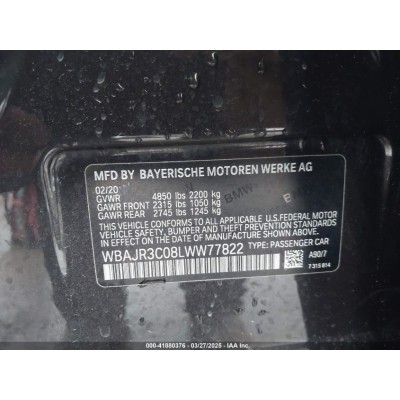 MFD BY BAYERISCHE MOTOREN WERKE AG
02/20
GVWR 4850 lbs 2200 kg
GAWR FRONT 2315 lbs 1050 kg
GAWR REAR 2745 lbs 1245 kg
THIS VEHICLE CONFORMS TO ALL APPLICABLE U.S.FEDERAL MOTOR
VEHICLE SAFETY, BUMPER, AND THEFT PREVENTION STANDARDS IN
EFFECT ON THE DATE OF MANUFACTURE SHOWN ABOVE.
WBAJR3C08LWW77822 TYPE: PASSENGER CAR
A90/7
7 315 814
000-41880376 | 03/27/2025 | IAA Inc.